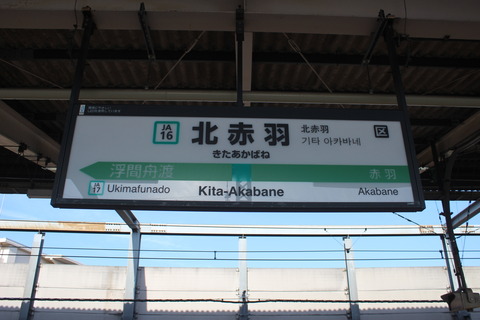 JA
16
北赤羽
きたあかばね
北赤羽
기타 아카바네
区
浮間舟渡
赤羽
JA
17
Ukimafunado
Kita-Akabane
Akabane